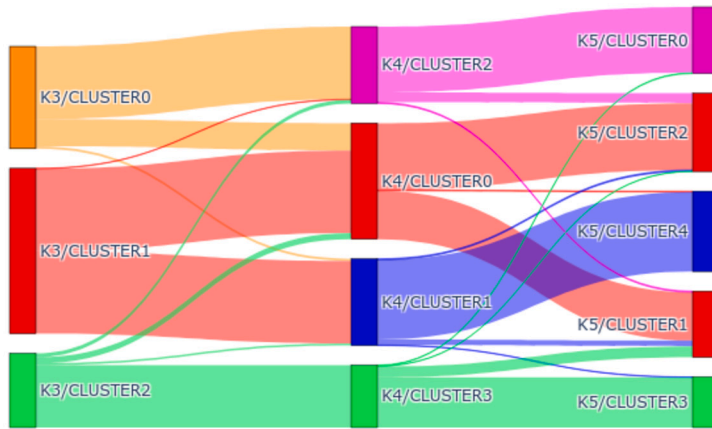 K3/CLUSTER0
K3/CLUSTER1
K3/CLUSTER2
K4/CLUSTER2
K4/CLUSTER0
K4/CLUSTER1
K4/CLUSTER3
K5/CLUSTER0
K5/CLUSTER2
K5/CLUSTER4
K5/CLUSTER1
K5/CLUSTER3